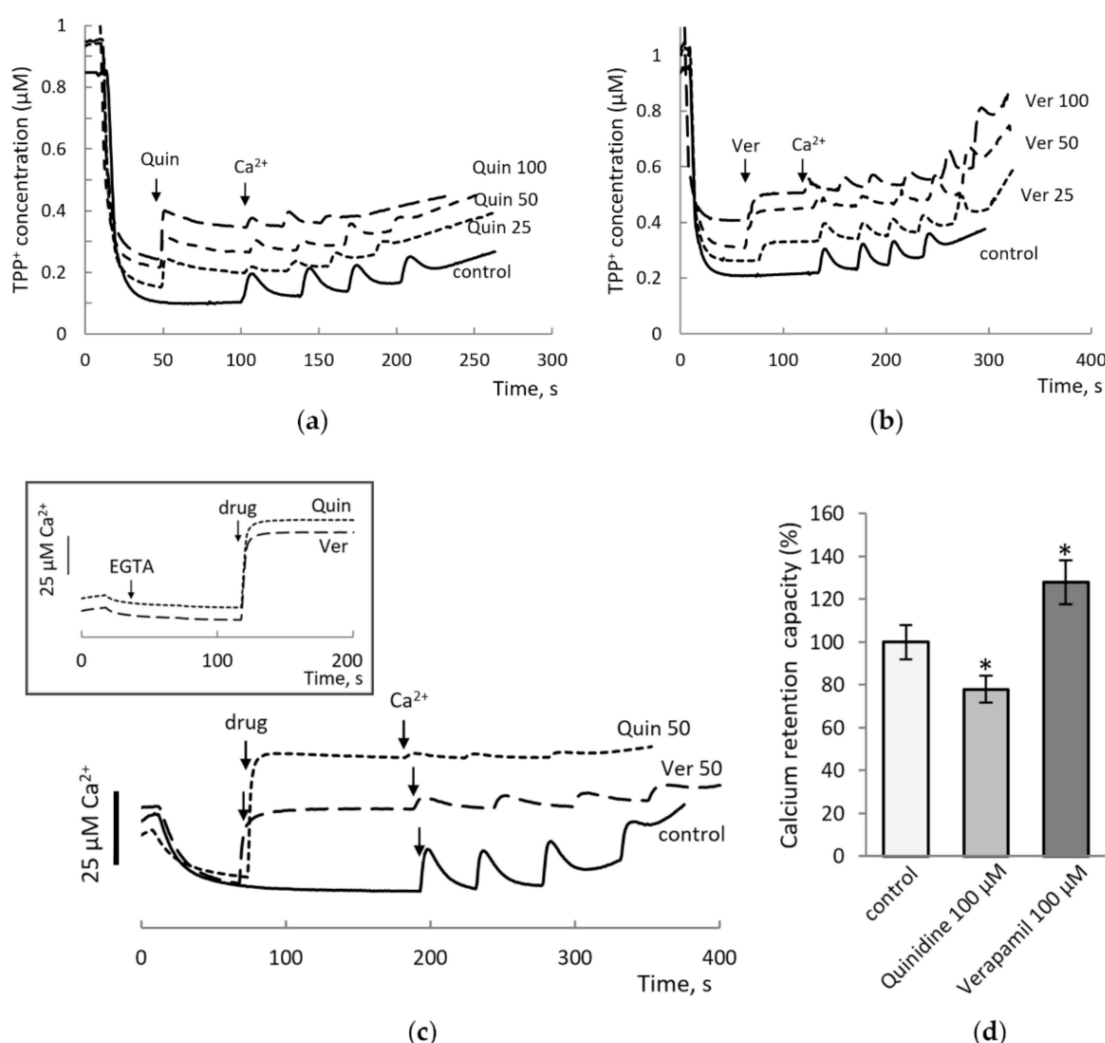 TPP⁺ concentration (µM)
1
0.8
0.6
0.4
0.2
0
Quin
Ca²⁺
Quin 100
Quin 50
Quin 25
control
0 50 100 150 200 250 300
Time, s
(a)
TPP⁺ concentration (µM)
1
0.8
0.6
0.4
0.2
0
Ver
Ca²⁺
Ver 100
Ver 50
Ver 25
control
0 100 200 300 400
Time, s
(b)
25 µM Ca²⁺
EGTA
drug
Quin
Ver
0 100 200
Time, s
25 µM Ca²⁺
drug
Ca²⁺
Quin 50
Ver 50
control
0 100 200 300 400
Time, s
(c)
Calcium retention capacity (%)
160
140
120
100
80
60
40
20
0
*
*
control
Quinidine 100 µM
Verapamil 100 µM
(d)